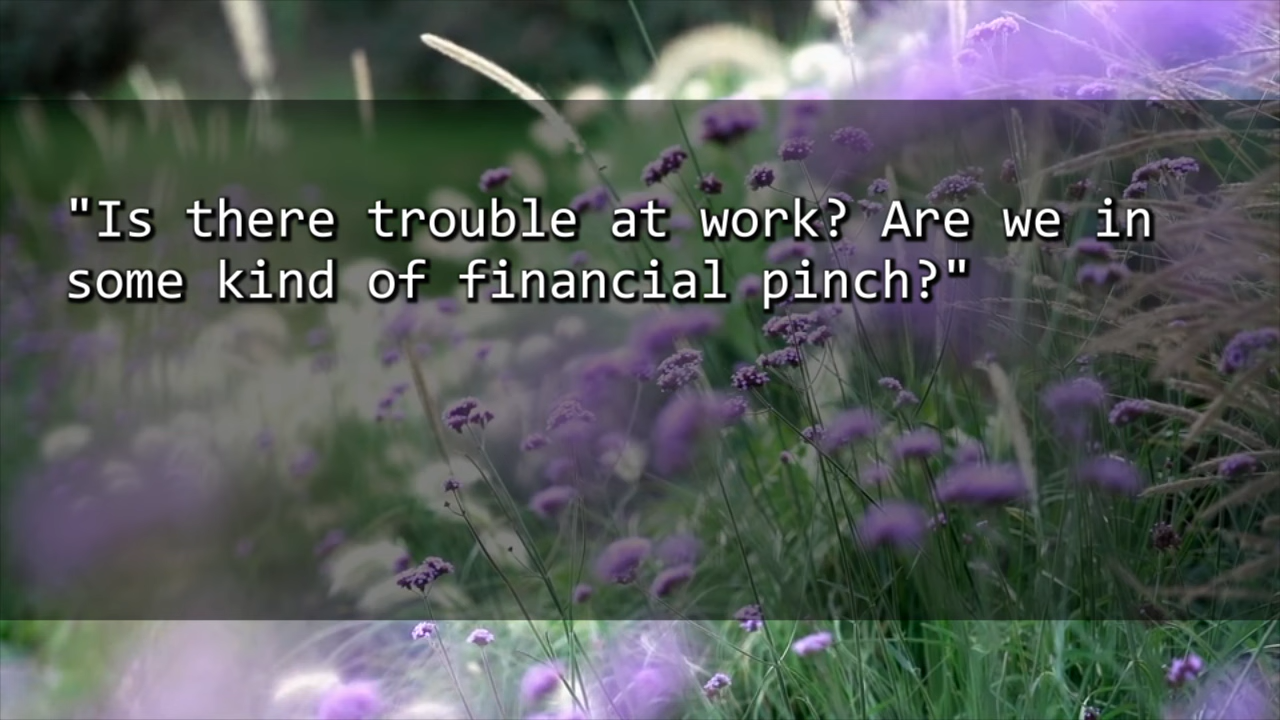 "Is there trouble at work? Are we in
some kind of financial pinch?"